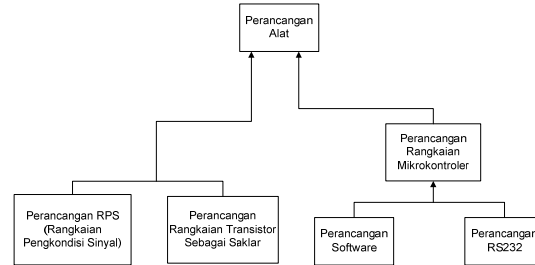 Perancangan
Alat
Perancangan
Rangkaian
Mikrokontroler
Perancangan RPS
(Rangkaian
Pengkondisi Sinyal)
Perancangan
Rangkaian Transistor
Sebagai Saklar
Perancangan
Software
Perancangan
RS232